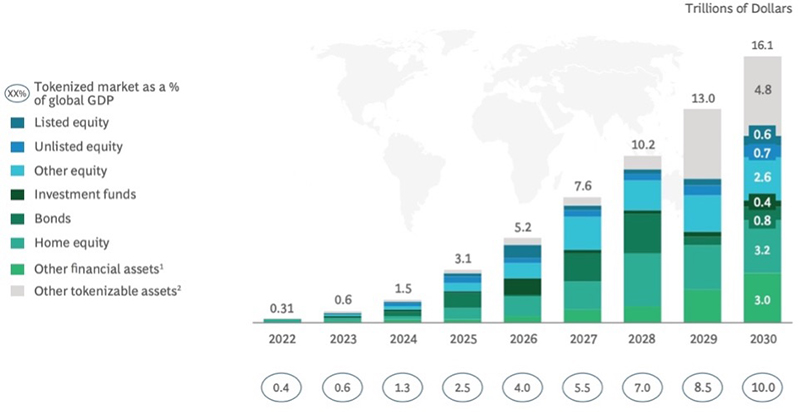 Trillions of Dollars
XX%
Tokenized market as a %
of global GDP
Listed equity
Unlisted equity
Other equity
Investment funds
Bonds
Home equity
Other financial assets¹
Other tokenizable assets²
0.31
0.6
1.5
3.1
5.2
7.6
10.2
13.0
16.1
4.8
0.6
0.7
2.6
0.4
0.8
3.2
3.0
2022 2023 2024 2025 2026 2027 2028 2029 2030
0.4 0.6 1.3 2.5 4.0 5.5 7.0 8.5 10.0